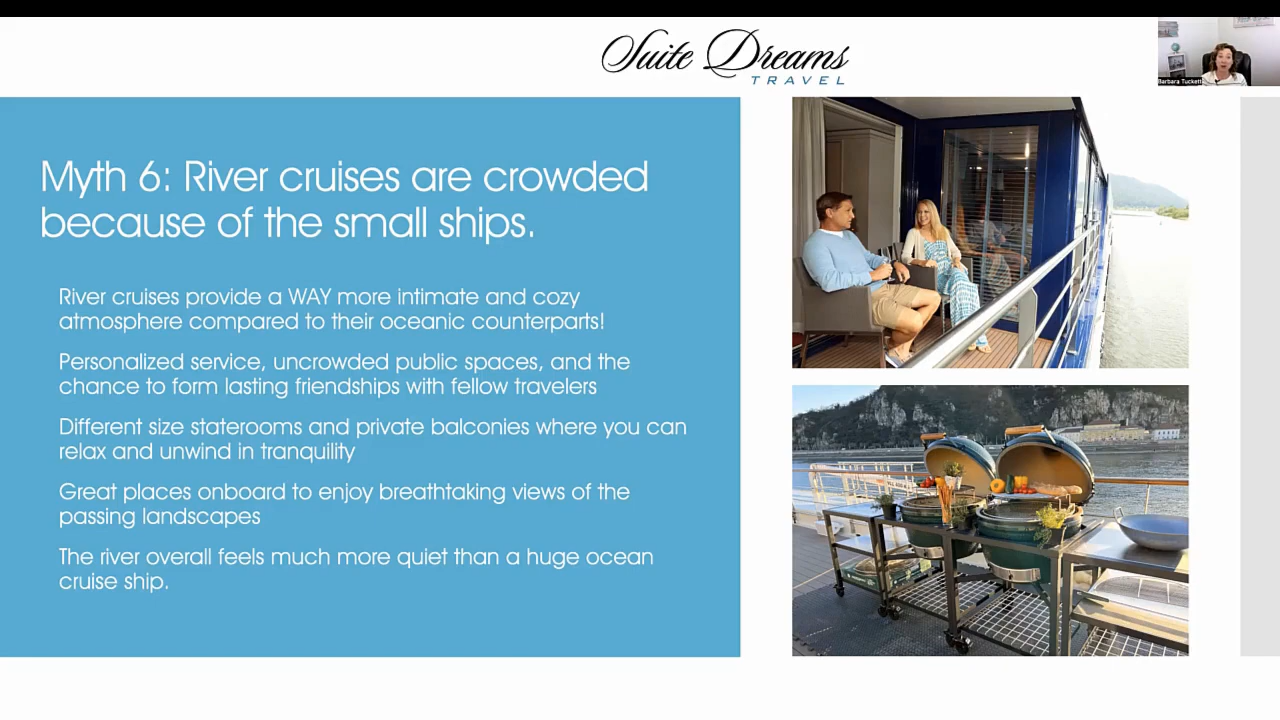 Suite Dreams
TRAVEL
Barbara Tuckett
Myth 6: River cruises are crowded
because of the small ships.
River cruises provide a WAY more intimate and cozy
atmosphere compared to their oceanic counterparts!
Personalized service, uncrowded public spaces, and the
chance to form lasting friendships with fellow travelers
Different size staterooms and private balconies where you can
relax and unwind in tranquility
Great places onboard to enjoy breathtaking views of the
passing landscapes
The river overall feels much more quiet than a huge ocean
cruise ship.